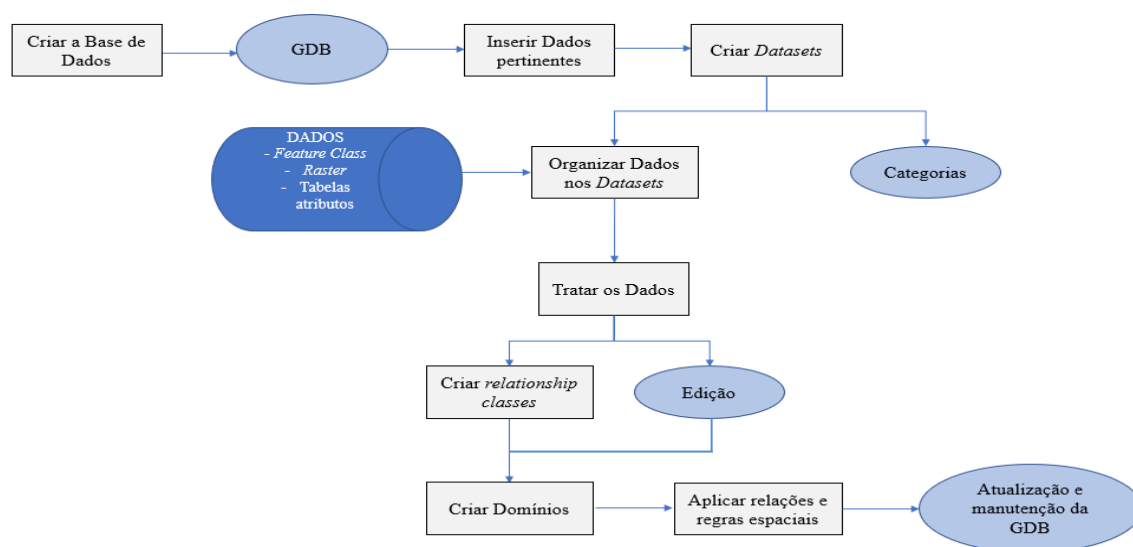 Criar a Base de
Dados
GDB
Inserir Dados
pertinentes
Criar Datasets
DADOS
- Feature Class
- Raster
- Tabelas
atributos
Organizar Dados
nos Datasets
Categorias
Tratar os Dados
Criar relationship
classes
Edição
Criar Domínios
Aplicar relações e
regras espaciais
Atualização e
manutenção da
GDB